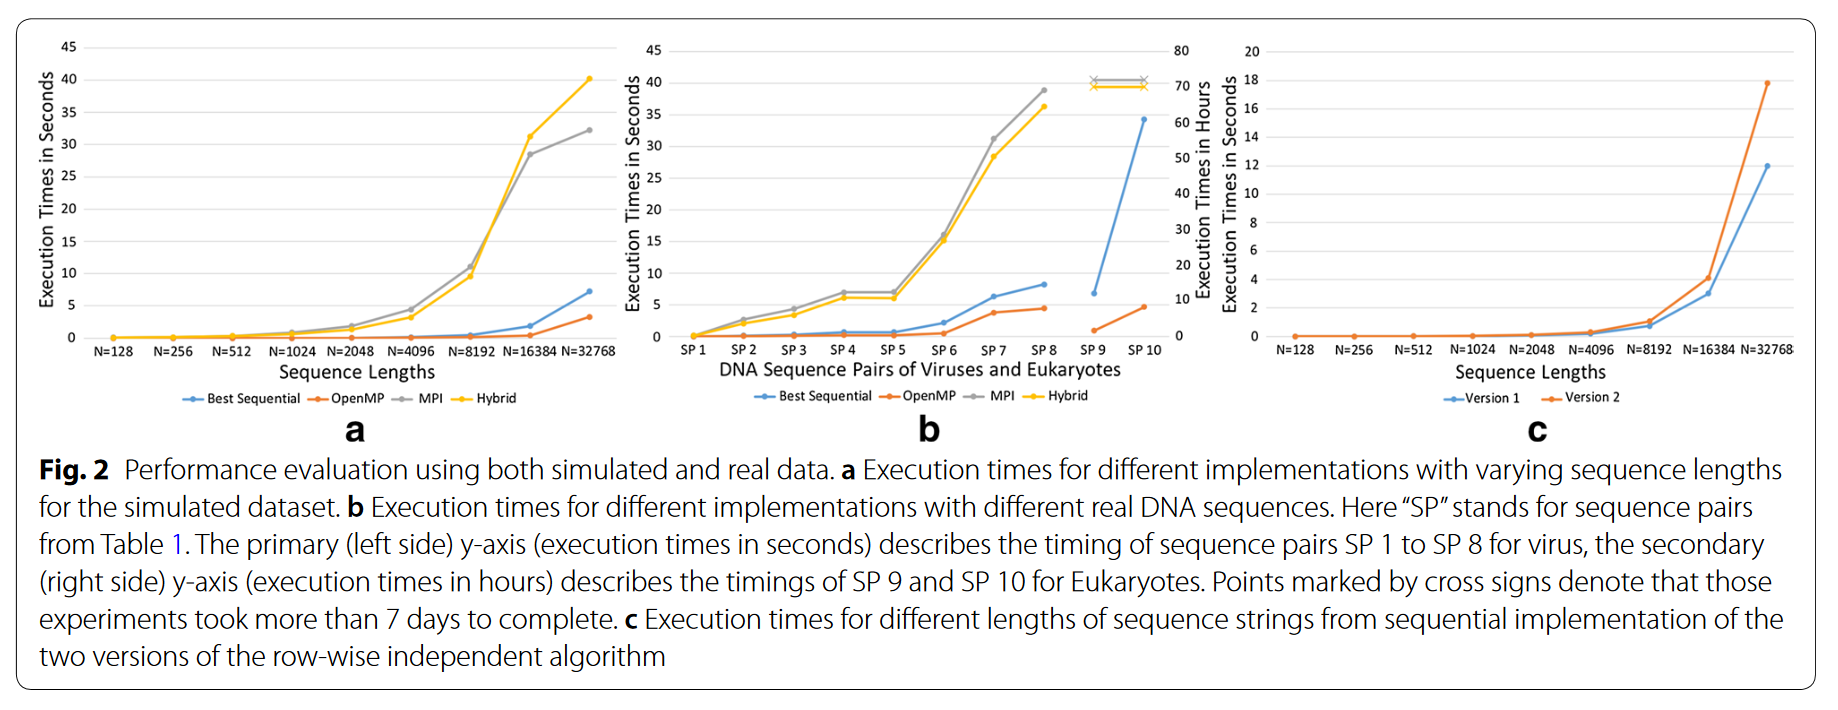 45
40
35
30
25
20
15
10
5
0
Execution Times in Seconds
N=128 N=256 N=512 N=1024 N=2048 N=4096 N=8192 N=16384 N=32768
Sequence Lengths
Best Sequential OpenMP MPI Hybrid
a
45
40
35
30
25
20
15
10
5
0
Execution Times in Seconds
80
70
60
50
40
30
20
10
0
Execution Times in Hours
SP 1 SP 2 SP 3 SP 4 SP 5 SP 6 SP 7 SP 8 SP 9 SP 10
DNA Sequence Pairs of Viruses and Eukaryotes
Best Sequential OpenMP MPI Hybrid
b
20
18
16
14
12
10
8
6
4
2
0
Execution Times in Seconds
N=128 N=256 N=512 N=1024 N=2048 N=4096 N=8192 N=16384 N=32768
Sequence Lengths
Version 1 Version 2
c
Fig. 2 Performance evaluation using both simulated and real data. a Execution times for different implementations with varying sequence lengths
for the simulated dataset. b Execution times for different implementations with different real DNA sequences. Here “SP” stands for sequence pairs
from Table 1. The primary (left side) y-axis (execution times in seconds) describes the timing of sequence pairs SP 1 to SP 8 for virus, the secondary
(right side) y-axis (execution times in hours) describes the timings of SP 9 and SP 10 for Eukaryotes. Points marked by cross signs denote that those
experiments took more than 7 days to complete. c Execution times for different lengths of sequence strings from sequential implementation of the
two versions of the row-wise independent algorithm